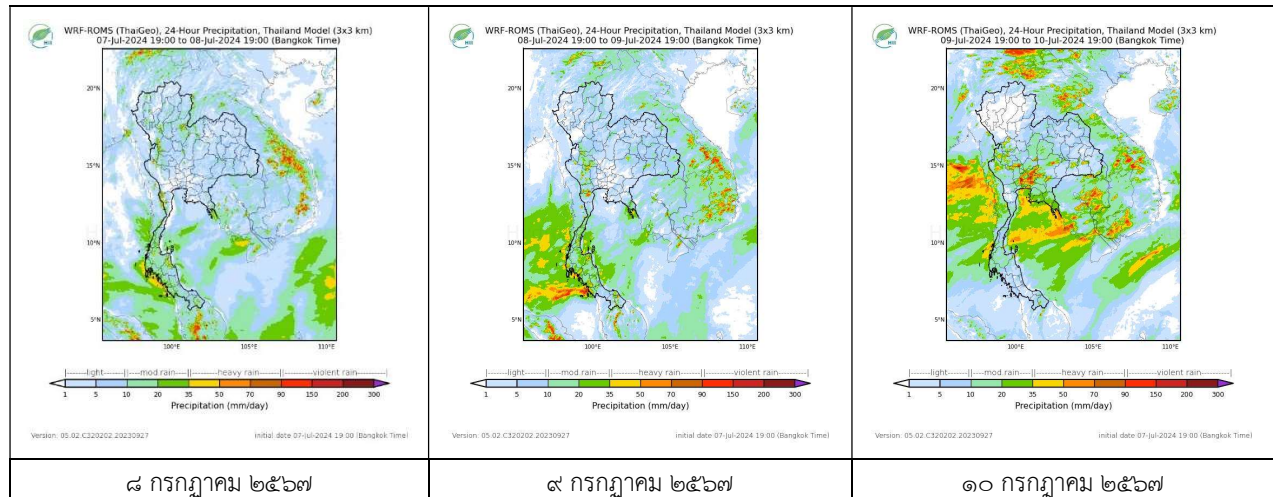 WRF-ROMS (ThaiGeo), 24-Hour Precipitation, Thailand Model (3x3 km)
07-Jul-2024 19:00 to 08-Jul-2024 19:00 (Bangkok Time)
20°N
15°N
10°N
5°N
100°E
105°E
110°E
|-------light------||----mod rain----||---------heavy rain--------||--------violent rain--------|
1 5 10 20 35 50 70 90 150 200 300
Precipitation (mm/day)
Version: 05.02.C320202.20230927
initial date 07-Jul-2024 19:00 (Bangkok Time)
๘ กรกฎาคม ๒๕๖๗
WRF-ROMS (ThaiGeo), 24-Hour Precipitation, Thailand Model (3x3 km)
08-Jul-2024 19:00 to 09-Jul-2024 19:00 (Bangkok Time)
20°N
15°N
10°N
5°N
100°E
105°E
110°E
|-------light------||----mod rain----||---------heavy rain--------||--------violent rain--------|
1 5 10 20 35 50 70 90 150 200 300
Precipitation (mm/day)
Version: 05.02.C320202.20230927
initial date 07-Jul-2024 19:00 (Bangkok Time)
๙ กรกฎาคม ๒๕๖๗
WRF-ROMS (ThaiGeo), 24-Hour Precipitation, Thailand Model (3x3 km)
09-Jul-2024 19:00 to 10-Jul-2024 19:00 (Bangkok Time)
20°N
15°N
10°N
5°N
100°E
105°E
110°E
|-------light------||----mod rain----||---------heavy rain--------||--------violent rain--------|
1 5 10 20 35 50 70 90 150 200 300
Precipitation (mm/day)
Version: 05.02.C320202.20230927
initial date 07-Jul-2024 19:00 (Bangkok Time)
๑๐ กรกฎาคม ๒๕๖๗